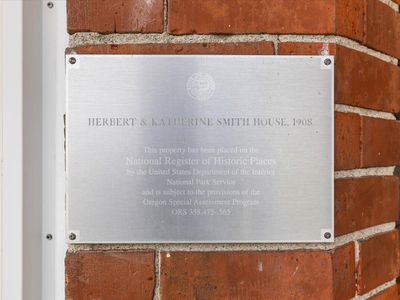 HERBERT & KATHERINE SMITH HOUSE, 1908
This property has been placed on the
National Register of Historic Places
by the United States Department of the Interior
National Park Service
and is subject to the provisions of the
Oregon Special Assessment Program
ORS 358.475-.565